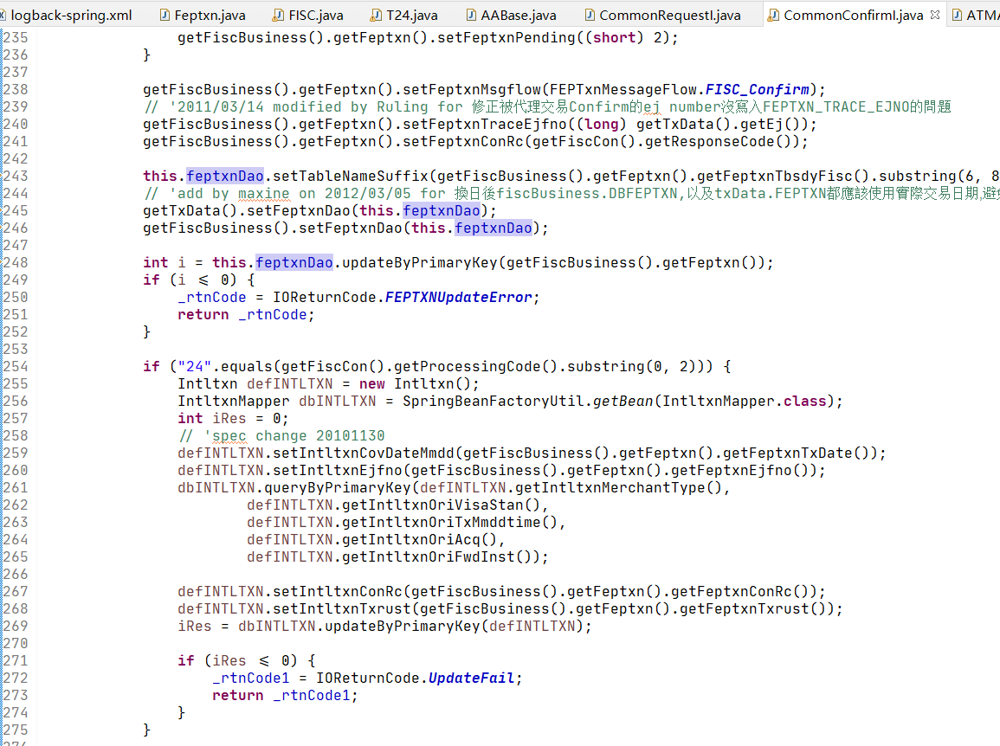 logback-spring.xml Feptxn.java FISC.java T24.java AABase.java CommonRequestI.java CommonConfirmI.java ATMA
235 getFiscBusiness().getFeptxn().setFeptxnPending((short) 2);
236 }
237
238 getFiscBusiness().getFeptxn().setFeptxnMsgflow(FEPTxnMessageFlow.FISC_Confirm);
239 // '2011/03/14 modified by Ruling for 修正被代理交易Confirm的ej number沒寫入FEPTXN_TRACE_EJNO的問題
240 getFiscBusiness().getFeptxn().setFeptxnTraceEjfno((long) getTxData().getEj());
241 getFiscBusiness().getFeptxn().setFeptxnConRc(getFiscCon().getResponseCode());
242
243 this.feptxnDao.setTableNameSuffix(getFiscBusiness().getFeptxn().getFeptxnTbsdyFisc().substring(6, 8
244 // 'add by maxine on 2012/03/05 for 換日後fiscBusiness.DBFEPTXN,以及txData.FEPTXN都應該使用實際交易日期,避免
245 getTxData().setFeptxnDao(this.feptxnDao);
246 getFiscBusiness().setFeptxnDao(this.feptxnDao);
247
248 int i = this.feptxnDao.updateByPrimaryKey(getFiscBusiness().getFeptxn());
249 if (i <= 0) {
250 _rtnCode = IOReturnCode.FEPTXNUpdateError;
251 return _rtnCode;
252 }
253
254 if ("24".equals(getFiscCon().getProcessingCode().substring(0, 2))) {
255 Intltxn defINTLTXN = new Intltxn();
256 IntltxnMapper dbINTLTXN = SpringBeanFactoryUtil.getBean(IntltxnMapper.class);
257 int iRes = 0;
258 // 'spec change 20101130
259 defINTLTXN.setIntltxnCovDateMmdd(getFiscBusiness().getFeptxn().getFeptxnTxDate());
260 defINTLTXN.setIntltxnEjfno(getFiscBusiness().getFeptxn().getFeptxnEjfno());
261 dbINTLTXN.queryByPrimaryKey(defINTLTXN.getIntltxnMerchantType(),
262 defINTLTXN.getIntltxnOriVisaStan(),
263 defINTLTXN.getIntltxnOriTxMmddtime(),
264 defINTLTXN.getIntltxnOriAcq(),
265 defINTLTXN.getIntltxnOriFwdInst());
266
267 defINTLTXN.setIntltxnConRc(getFiscBusiness().getFeptxn().getFeptxnConRc());
268 defINTLTXN.setIntltxnTxrust(getFiscBusiness().getFeptxn().getFeptxnTxrust());
269 iRes = dbINTLTXN.updateByPrimaryKey(defINTLTXN);
270
271 if (iRes <= 0) {
272 _rtnCode1 = IOReturnCode.UpdateFail;
273 return _rtnCode1;
274 }
275 }